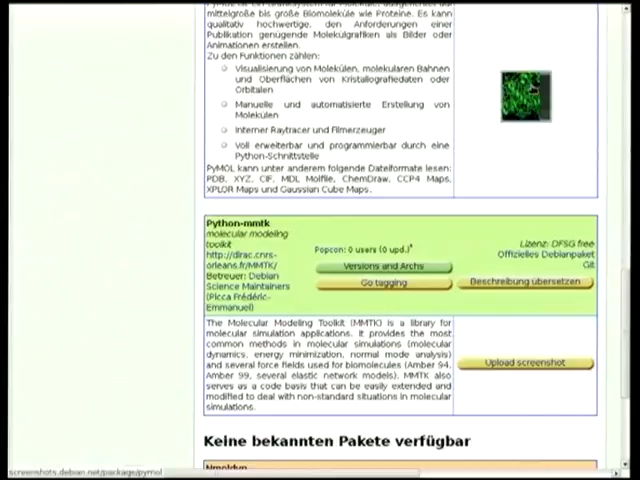 PyMOL ist ein Grafiksystem für Moleküle, ausgerichtet auf
mittelgroße bis große Biomoleküle wie Proteine. Es kann
qualitativ hochwertige, den Anforderungen einer
Publikation genügende Molekülgrafiken als Bilder oder
Animationen erstellen.
Zu den Funktionen zählen:
Visualisierung von Molekülen, molekularen Bahnen
und Oberflächen von Kristallografiedaten oder
Orbitalen
Manuelle und automatisierte Erstellung von
Molekülen
Interner Raytracer und Filmerzeuger
Voll erweiterbar und programmierbar durch eine
Python-Schnittstelle
PyMOL kann unter anderem folgende Dateiformate lesen:
PDB, XYZ, CIF, MDL Molfile, ChemDraw, CCP4 Maps,
XPLOR Maps und Gaussian Cube Maps.
Python-mmtk
molecular modeling
toolkit
http://dirac.cnrs-
orleans.fr/MMTK/
Betreuer: Debian
Science Maintainers
(Picca Frédéric-
Emmanuel)
Popcon: 0 users (0 upd.)*
Versions and Archs
Go tagging
Lizenz: DFSG free
Offizielles Debianpaket
Git
Beschreibung übersetzen
The Molecular Modeling Toolkit (MMTK) is a library for
molecular simulation applications. It provides the most
common methods in molecular simulations (molecular
dynamics, energy minimization, normal mode analysis)
and several force fields used for biomolecules (Amber 94,
Amber 99, several elastic network models). MMTK also
serves as a code basis that can be easily extended and
modified to deal with non-standard situations in molecular
simulations.
Upload screenshot
Keine bekannten Pakete verfügbar
Nmoldyn
screenshots.debian.net/package/pymol